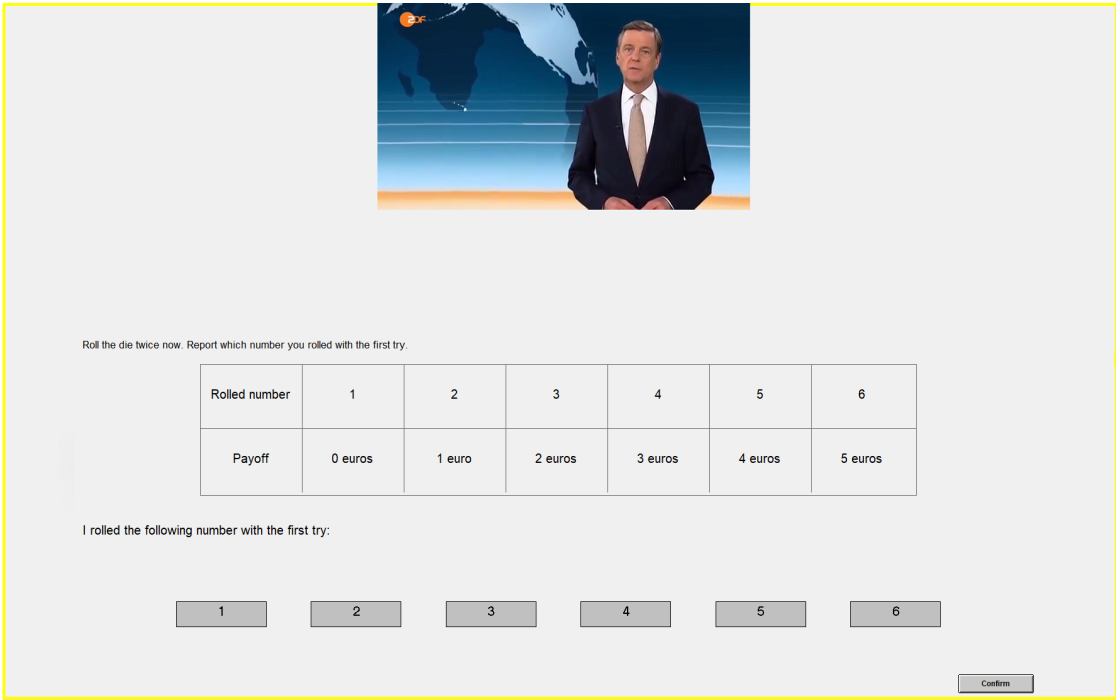 ZDF
Roll the die twice now. Report which number you rolled with the first try.
Rolled number 1 2 3 4 5 6
Payoff 0 euros 1 euro 2 euros 3 euros 4 euros 5 euros
I rolled the following number with the first try:
1 2 3 4 5 6
Confirm